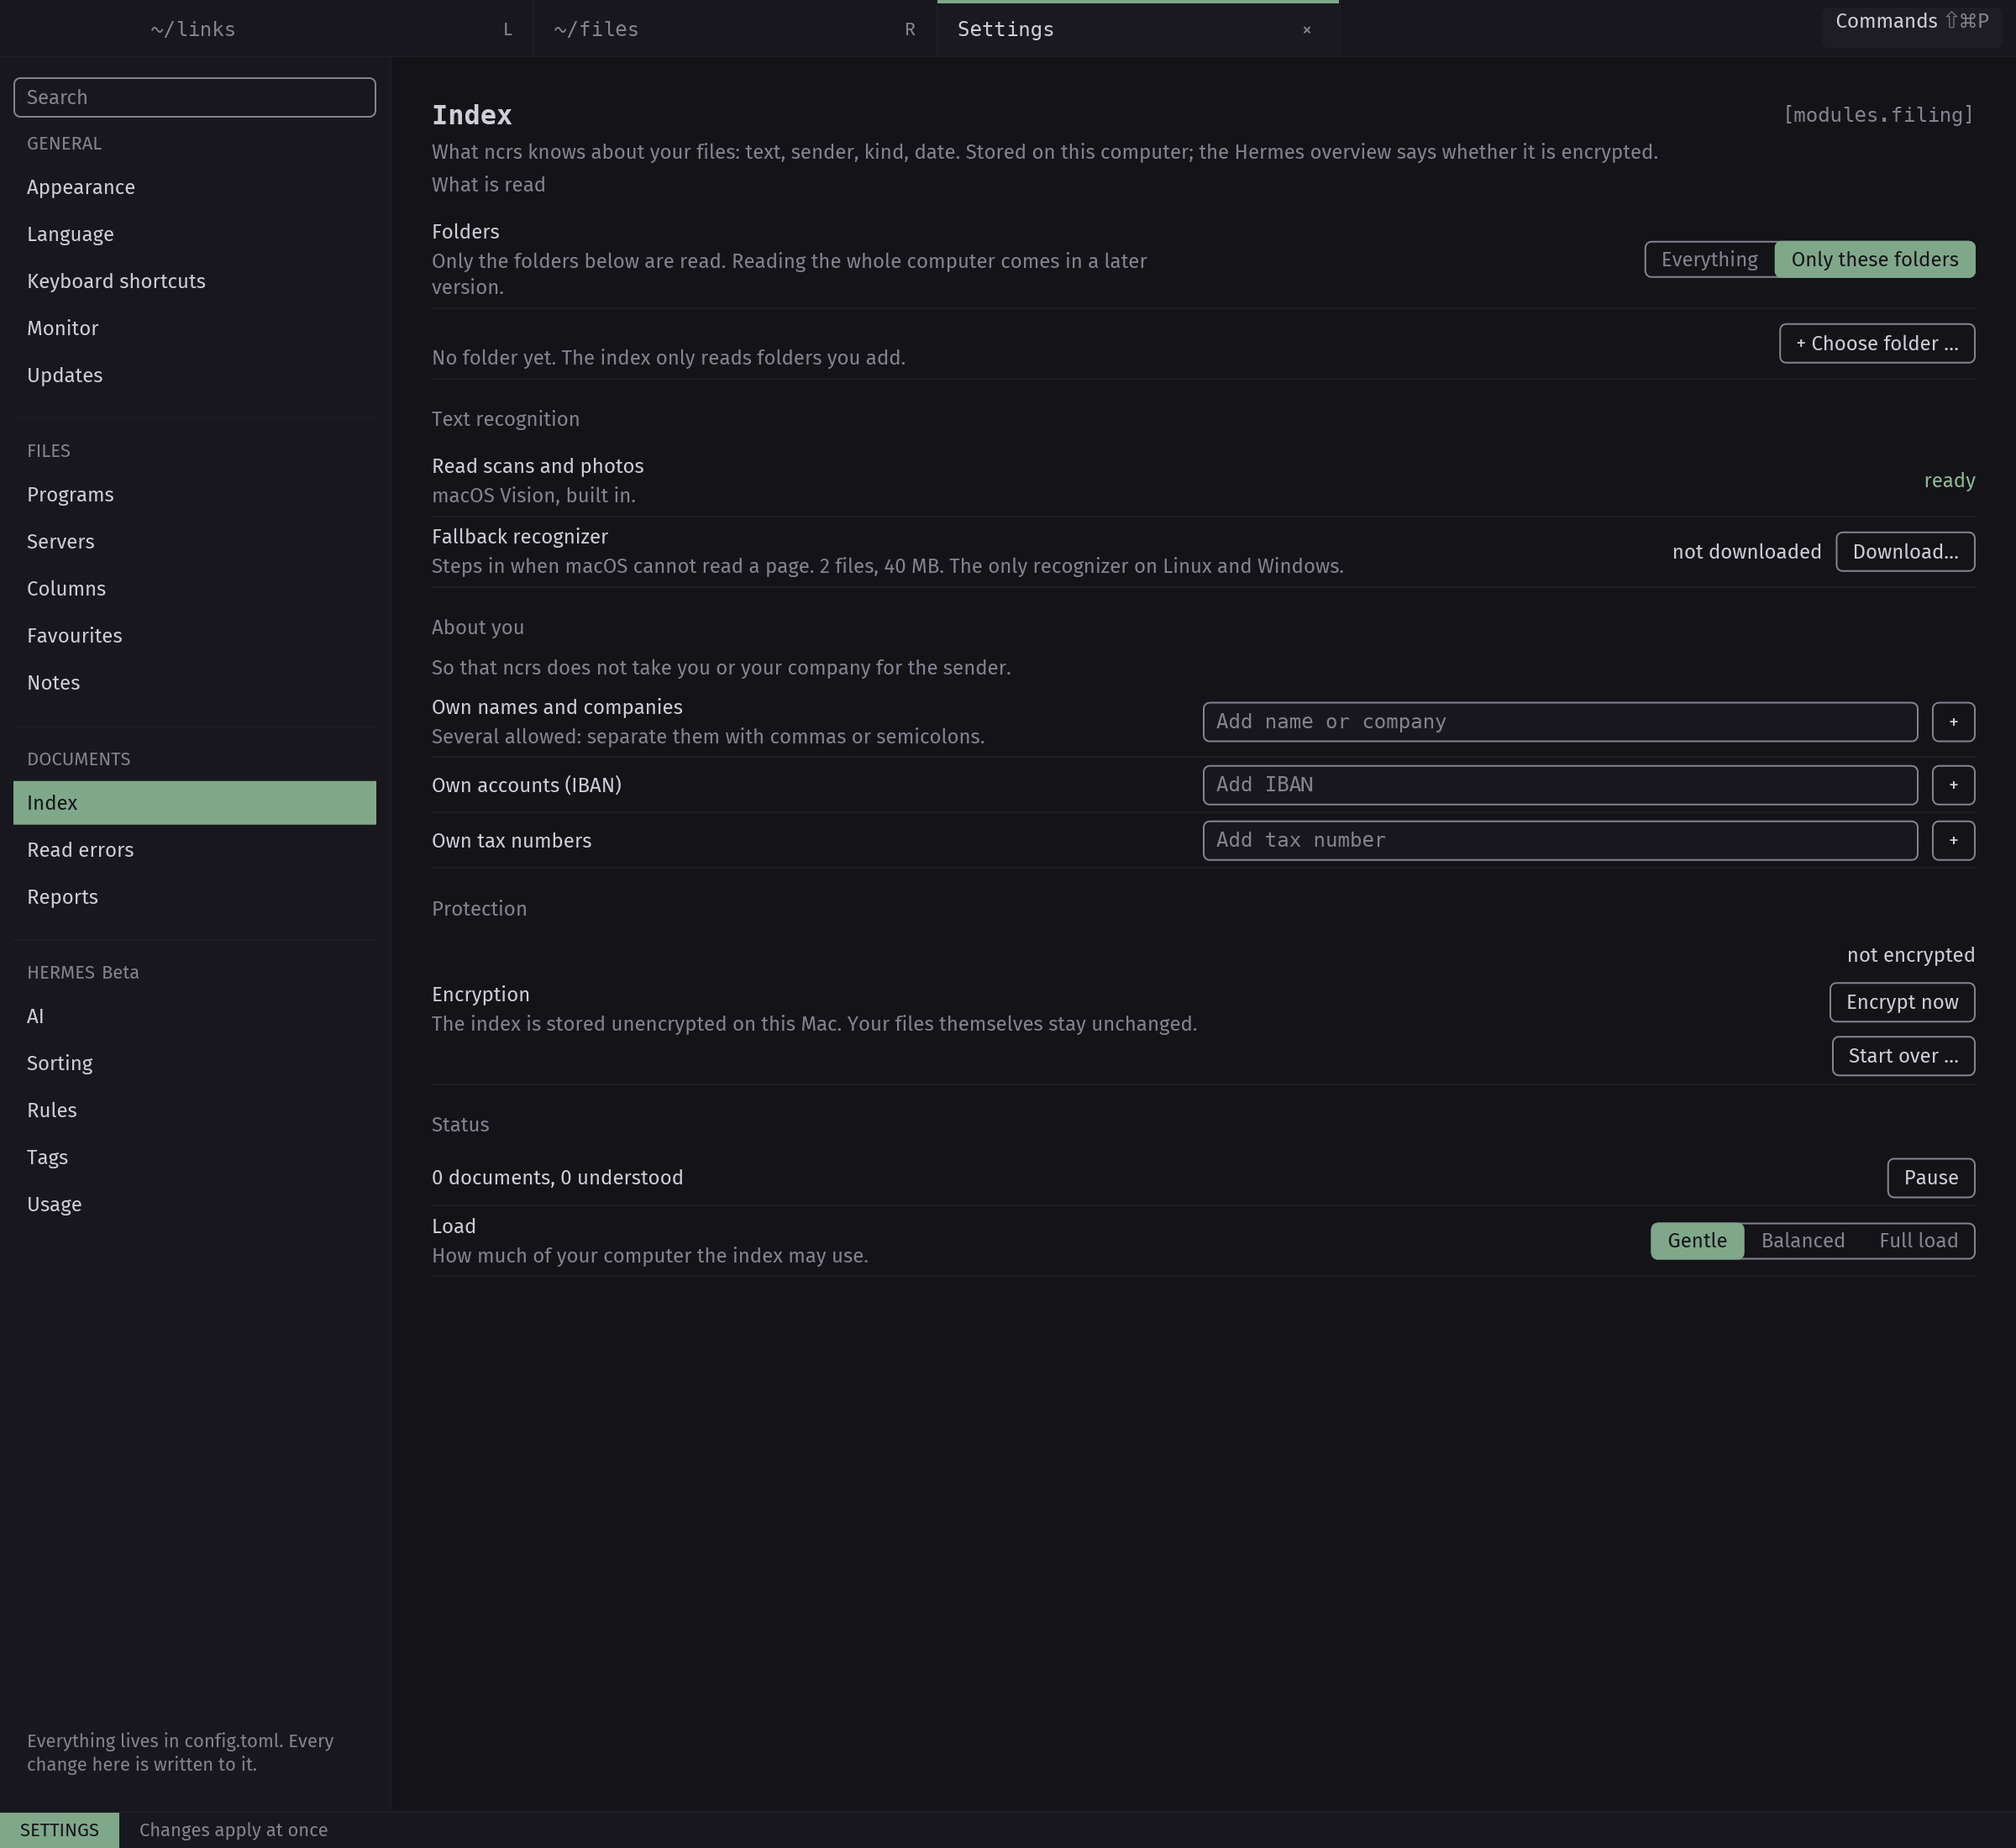 ~/links L ~/files R Settings × Commands ⇧⌘P
Search
GENERAL
Appearance
Language
Keyboard shortcuts
Monitor
Updates
FILES
Programs
Servers
Columns
Favourites
Notes
DOCUMENTS
Index
Read errors
Reports
HERMES Beta
AI
Sorting
Rules
Tags
Usage
Everything lives in config.toml. Every
change here is written to it.
Index [modules.filing]
What ncrs knows about your files: text, sender, kind, date. Stored on this computer; the Hermes overview says whether it is encrypted.
What is read
Folders
Only the folders below are read. Reading the whole computer comes in a later
version.
Everything Only these folders
No folder yet. The index only reads folders you add.
+ Choose folder ...
Text recognition
Read scans and photos
macOS Vision, built in.
ready
Fallback recognizer
Steps in when macOS cannot read a page. 2 files, 40 MB. The only recognizer on Linux and Windows.
not downloaded Download...
About you
So that ncrs does not take you or your company for the sender.
Own names and companies
Several allowed: separate them with commas or semicolons.
Add name or company +
Own accounts (IBAN) Add IBAN +
Own tax numbers Add tax number +
Protection
not encrypted
Encryption
The index is stored unencrypted on this Mac. Your files themselves stay unchanged.
Encrypt now
Start over ...
Status
0 documents, 0 understood Pause
Load
How much of your computer the index may use.
Gentle Balanced Full load
SETTINGS Changes apply at once